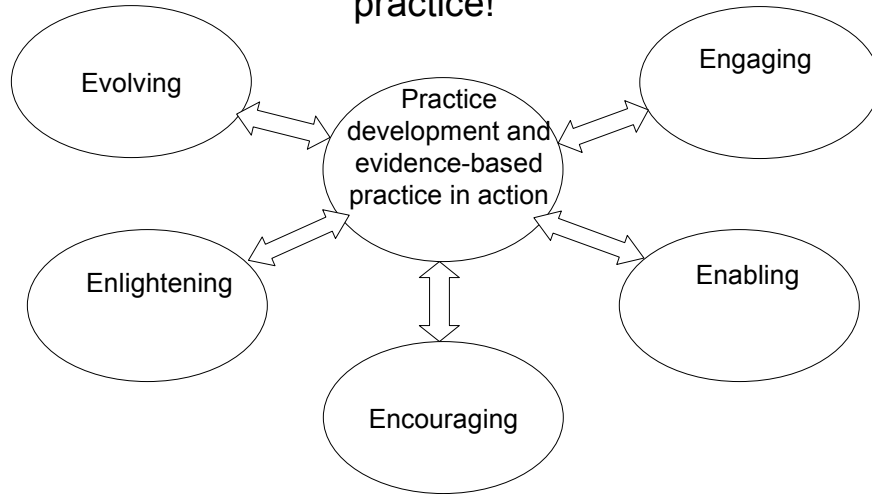 practice!
Evolving
Engaging
Practice
development and
evidence-based
practice in action
Enlightening
Enabling
Encouraging